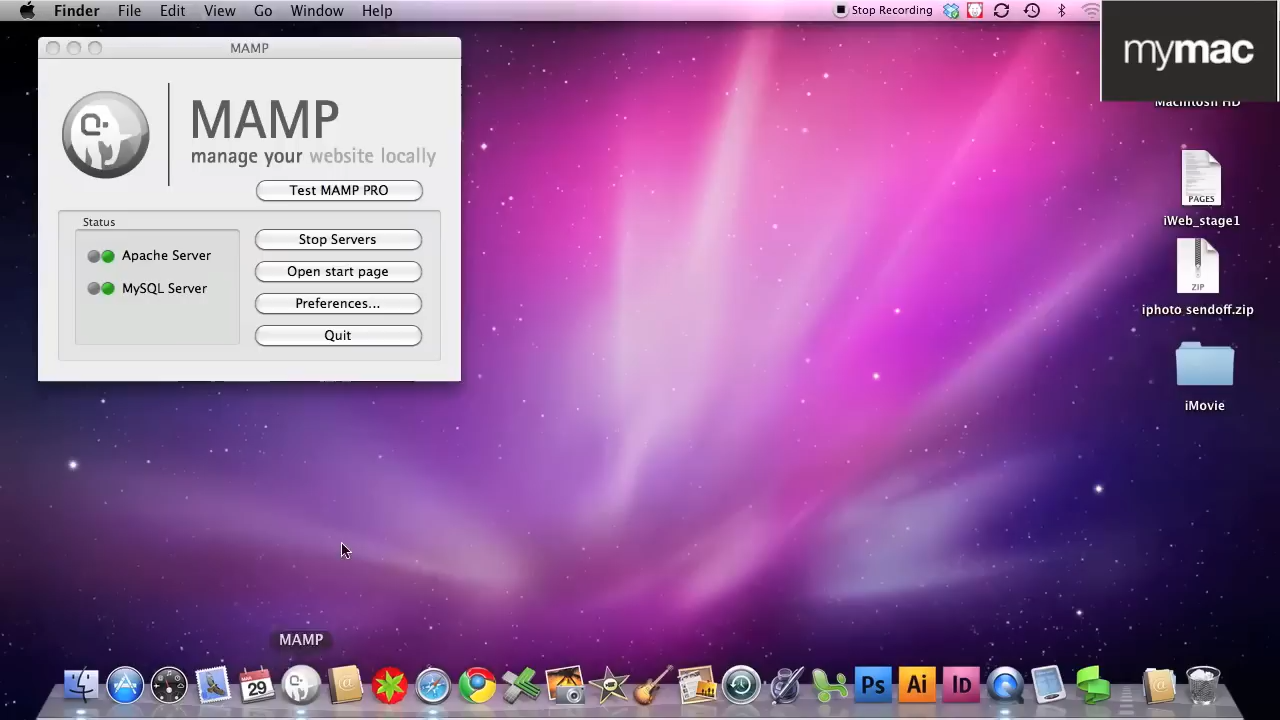 Finder File Edit View Go Window Help
Stop Recording
mymac
MAMP
MAMP
manage your website locally
Test MAMP PRO
Status
Apache Server
MySQL Server
Stop Servers
Open start page
Preferences...
Quit
Macintosh HD
PAGES
iWeb_stage1
ZIP
iphoto sendoff.zip
iMovie
MAMP
29
Ps
Ai
Id